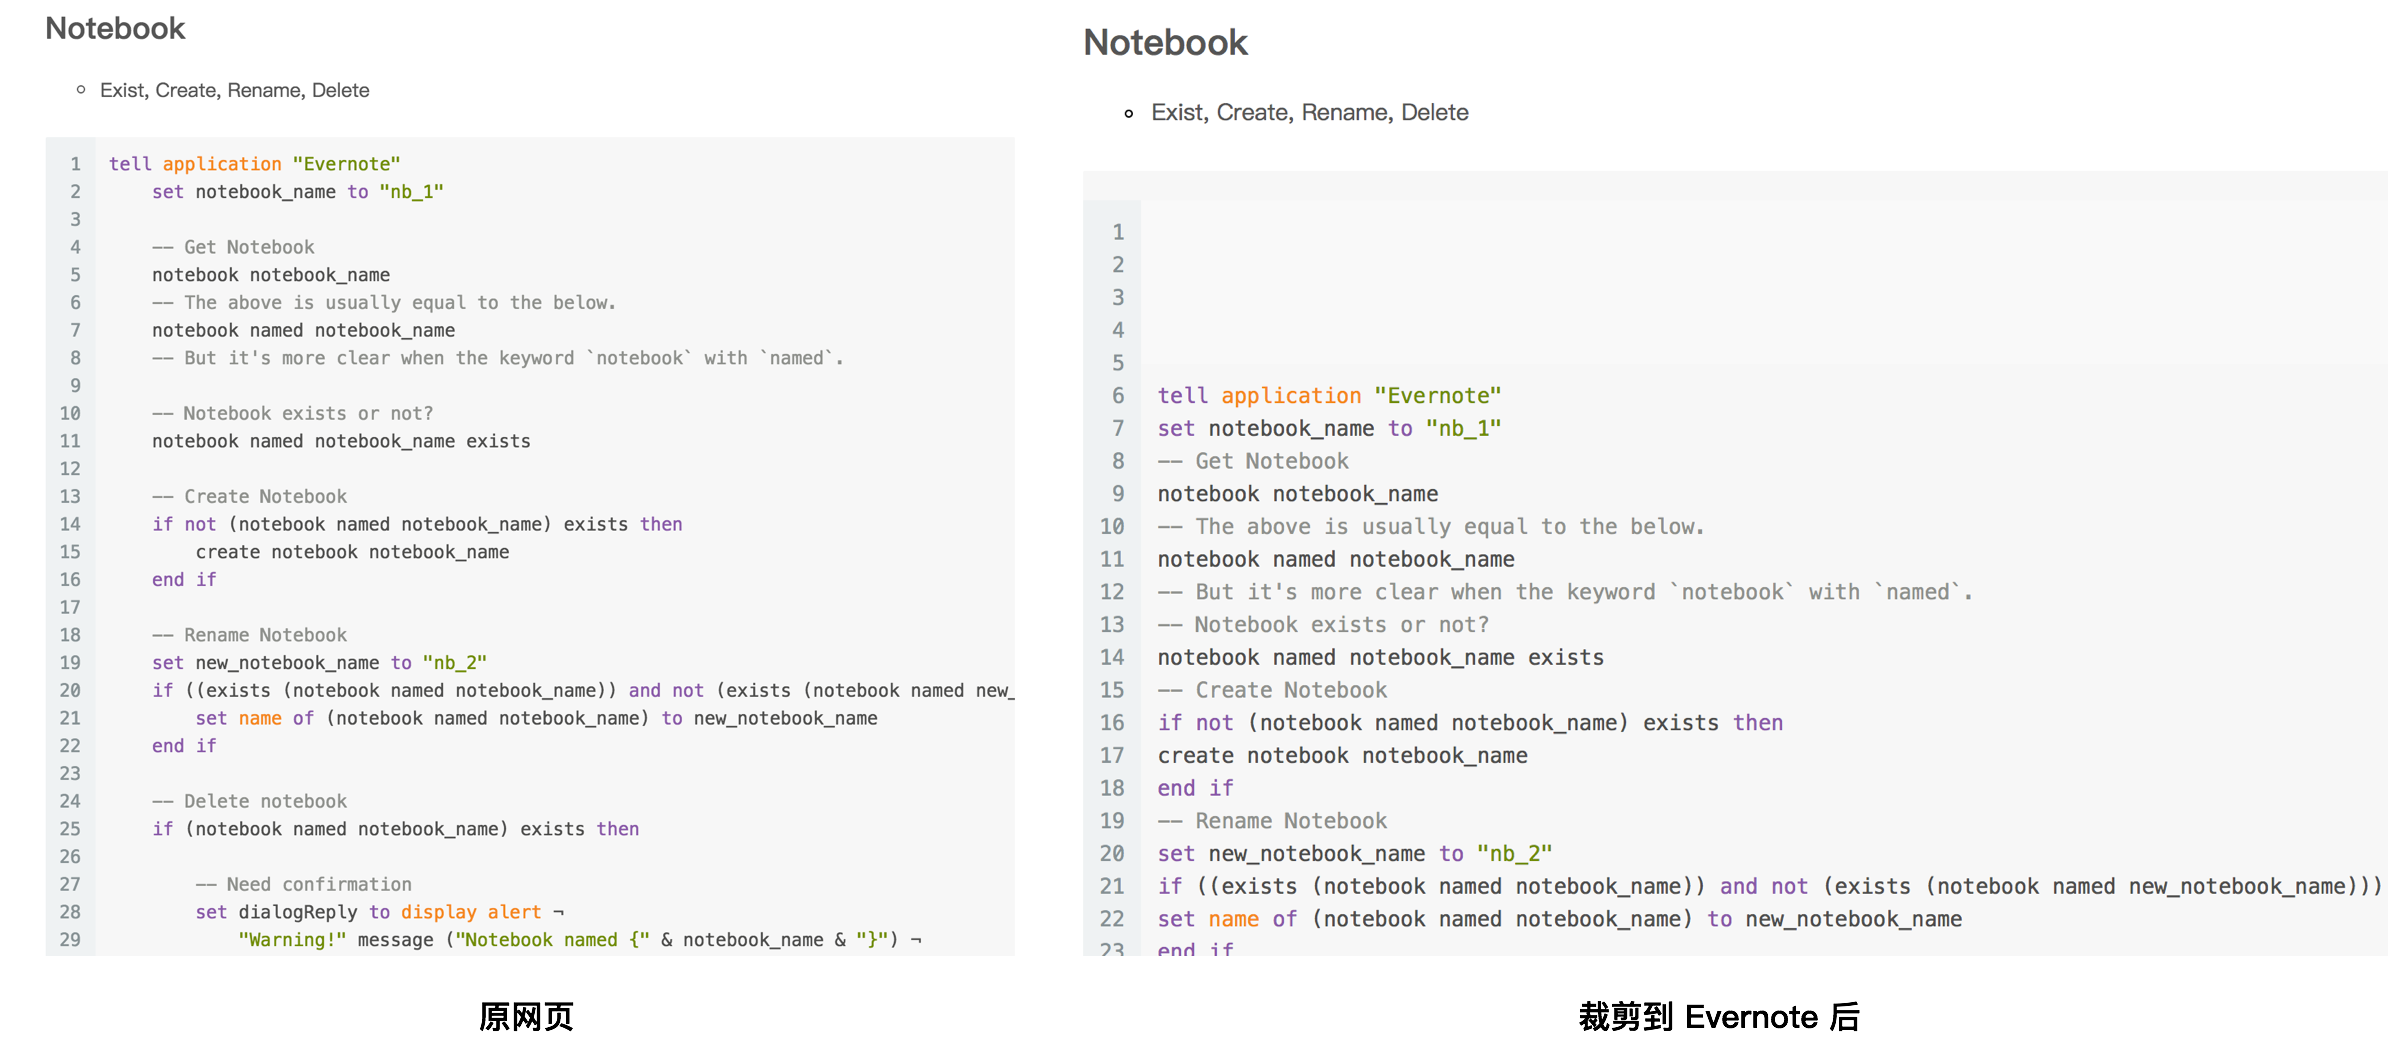 Notebook
Exist, Create, Rename, Delete
1 tell application "Evernote"
2     set notebook_name to "nb_1"
3
4     -- Get Notebook
5     notebook notebook_name
6     -- The above is usually equal to the below.
7     notebook named notebook_name
8     -- But it's more clear when the keyword `notebook` with `named`.
9
10     -- Notebook exists or not?
11     notebook named notebook_name exists
12
13     -- Create Notebook
14     if not (notebook named notebook_name) exists then
15         create notebook notebook_name
16     end if
17
18     -- Rename Notebook
19     set new_notebook_name to "nb_2"
20     if ((exists (notebook named notebook_name)) and not (exists (notebook named new_
21         set name of (notebook named notebook_name) to new_notebook_name
22     end if
23
24     -- Delete notebook
25     if (notebook named notebook_name) exists then
26
27         -- Need confirmation
28         set dialogReply to display alert ¬
29             "Warning!" message ("Notebook named {" & notebook_name & "}") ¬
原网页
Notebook
Exist, Create, Rename, Delete
1
2
3
4
5
6 tell application "Evernote"
7 set notebook_name to "nb_1"
8 -- Get Notebook
9 notebook notebook_name
10 -- The above is usually equal to the below.
11 notebook named notebook_name
12 -- But it's more clear when the keyword `notebook` with `named`.
13 -- Notebook exists or not?
14 notebook named notebook_name exists
15 -- Create Notebook
16 if not (notebook named notebook_name) exists then
17 create notebook notebook_name
18 end if
19 -- Rename Notebook
20 set new_notebook_name to "nb_2"
21 if ((exists (notebook named notebook_name)) and not (exists (notebook named new_notebook_name)))
22 set name of (notebook named notebook_name) to new_notebook_name
23 end if
裁剪到 Evernote 后